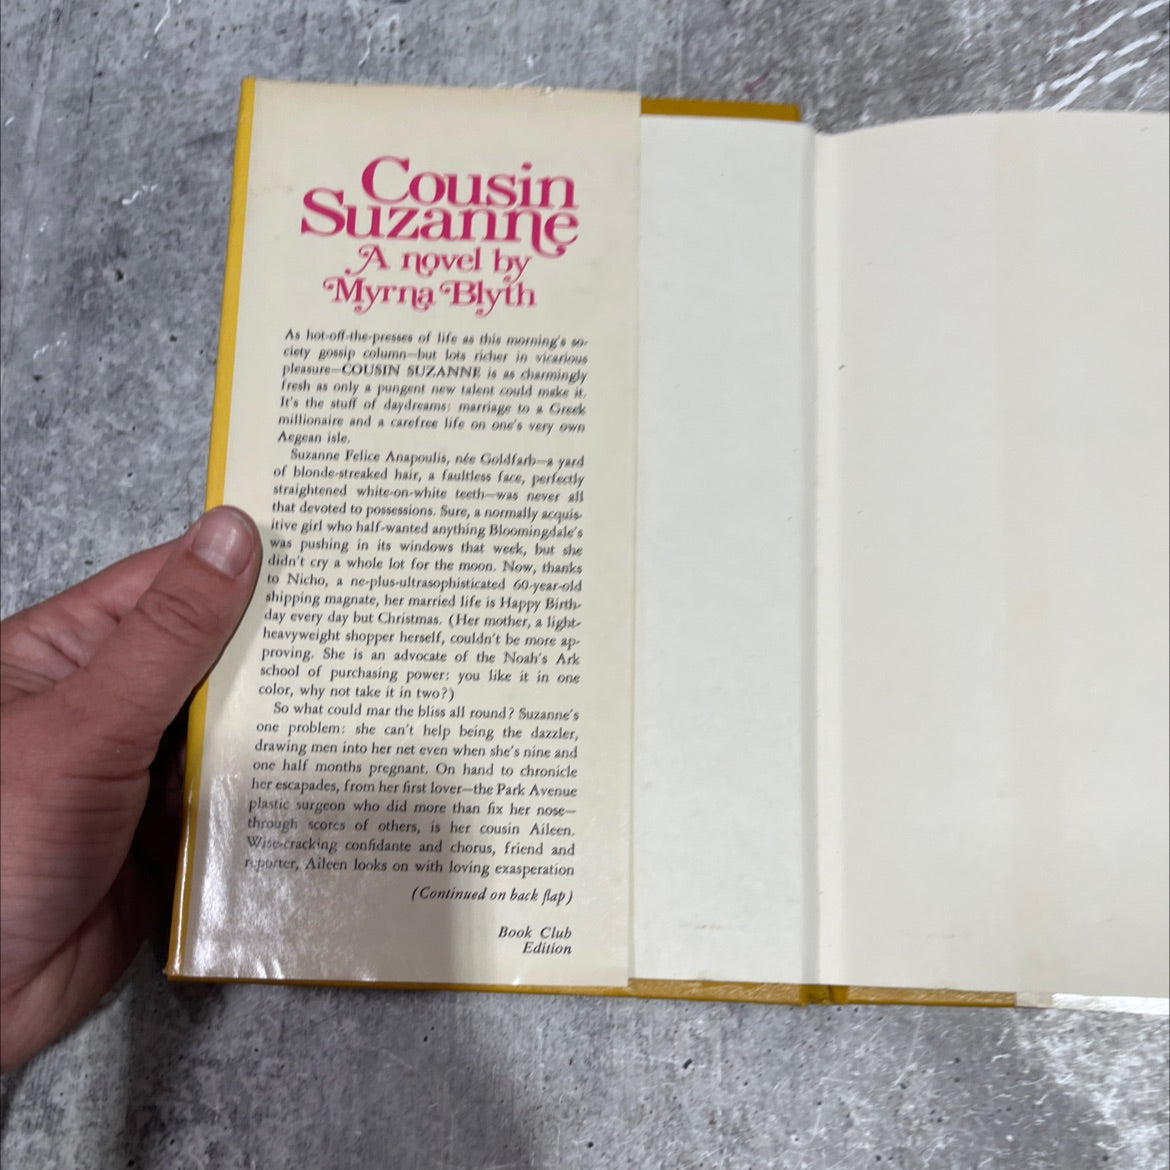 Cousin
Suzanne
A novel by
Myrna Blyth
As hot-off-the-presses of life as this morning's so-
ciety gossip column—but lots richer in vicarious
pleasure—COUSIN SUZANNE is as charmingly
fresh as only a pungent new talent could make it.
It's the stuff of daydreams: marriage to a Greek
millionaire and a carefree life on one's very own
Aegean isle.
Suzanne Felice Anapoulis, née Goldfarb—a yard
of blonde-streaked hair, a faultless face, perfectly
straightened white-on-white teeth—was never all
that devoted to possessions. Sure, a normally acquis-
itive girl who half-wanted anything Bloomingdale's
was pushing in its windows that week, but she
didn't cry a whole lot for the moon. Now, thanks
to Nicho, a ne-plus-ultrasophisticated 60-year-old
shipping magnate, her married life is Happy Birth-
day every day but Christmas. (Her mother, a light-
heavyweight shopper herself, couldn't be more ap-
proving. She is an advocate of the Noah's Ark
school of purchasing power: you like it in one
color, why not take it in two?)
So what could mar the bliss all round? Suzanne's
one problem: she can't help being the dazzler,
drawing men into her net even when she's nine and
one half months pregnant. On hand to chronicle
her escapades, from her first lover—the Park Avenue
plastic surgeon who did more than fix her nose—
through scores of others, is her cousin Aileen.
Wise-cracking confidante and chorus, friend and
reporter, Aileen looks on with loving exasperation
(Continued on back flap)
Book Club
Edition